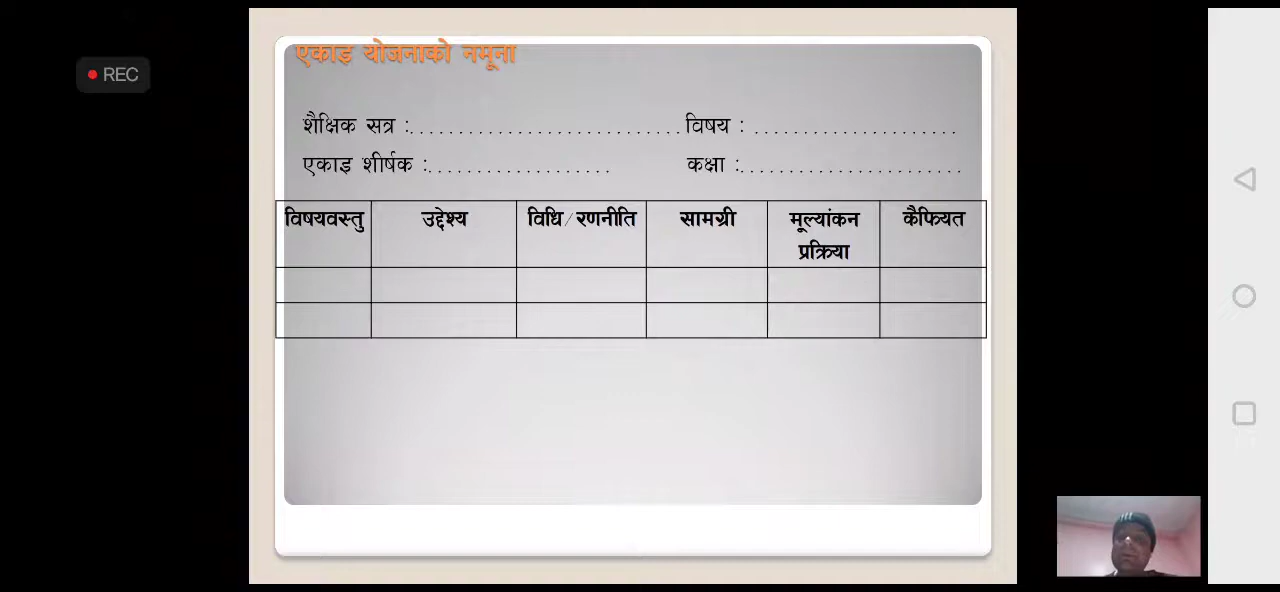 REC
एकाइ योजनाको नमूना
शैक्षिक सत्र :............................विषय : .....................
एकाइ शीर्षक :................... कक्षा :.......................
विषयवस्तु उद्देश्य विधि/रणनीति सामग्री मूल्यांकन प्रक्रिया कैफियत